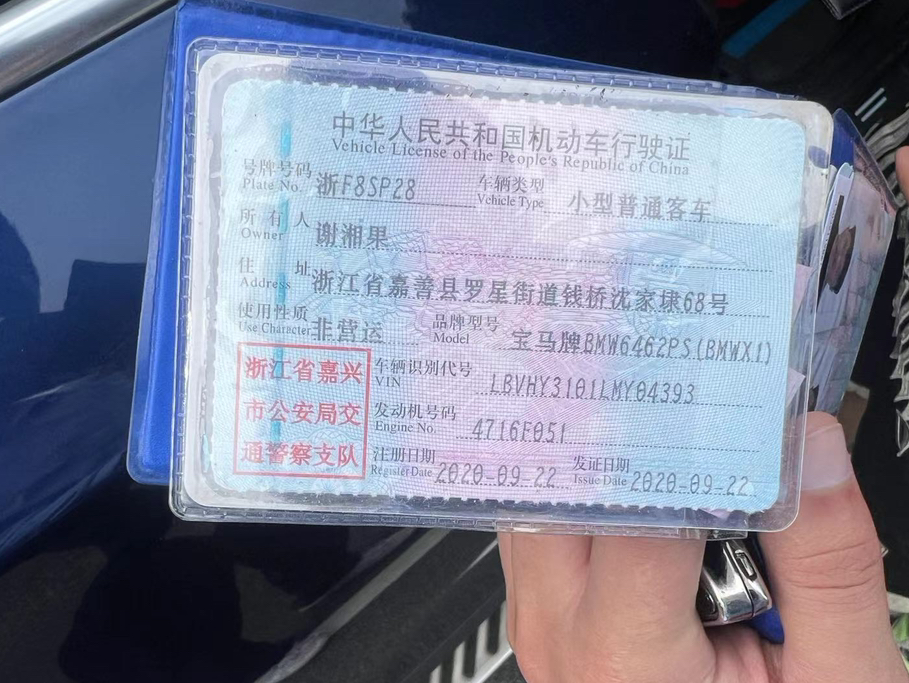 中华人民共和国机动车行驶证
Vehicle License of the People's Republic of China
号牌号码 浙F8SP28 车辆类型 小型普通客车
Plate No. Vehicle Type
所有人 谢湘果
Owner
住址 浙江省嘉善县罗星街道钱桥沈家埭68号
Address
使用性质 非营运 品牌型号 宝马牌BMW6462PS(BMWX1)
Use Character Model
浙江省嘉兴
市公安局交
通警察支队
车辆识别代号 LBVHY3101LMY04393
VIN
发动机号码 4716F051
Engine No.
注册日期 2020-09-22 发证日期 2020-09-22
Register Date Issue Date